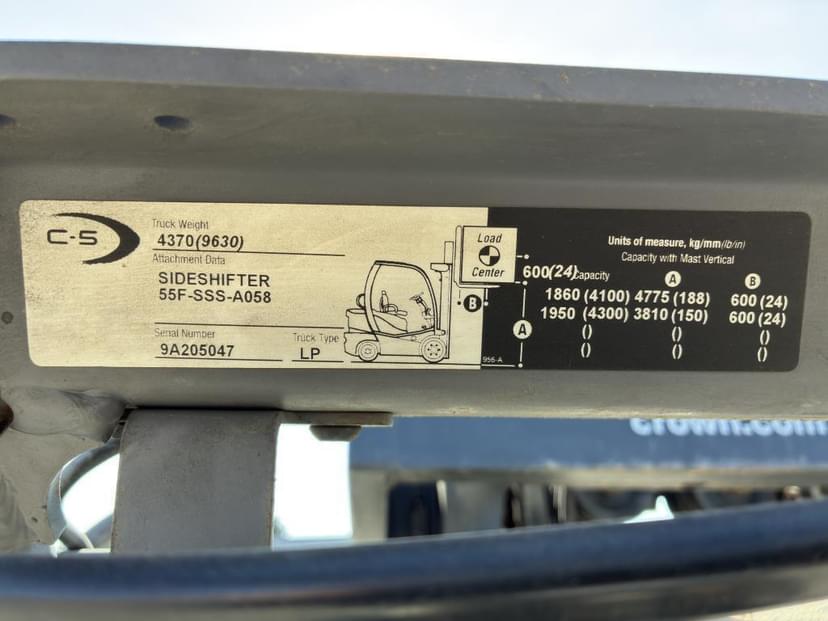 C-5
Truck Weight
4370(9630)
Attachment Data
SIDESHIFTER
55F-SSS-A058
Serial Number
9A205047
Truck Type
LP
Load
Center
600(24)
B
A
956-A
Units of measure, kg/mm(lb/in)
Capacity with Mast Vertical
Capacity A B
1860 (4100) 4775 (188) 600 (24)
1950 (4300) 3810 (150) 600 (24)
() () ()
() () ()
crown.com